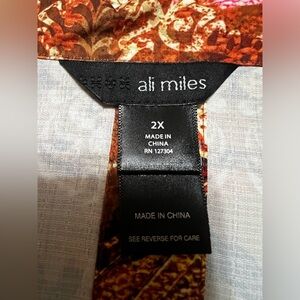 ali miles
2X
MADE IN
CHINA
RN 127304
MADE IN CHINA
SEE REVERSE FOR CARE